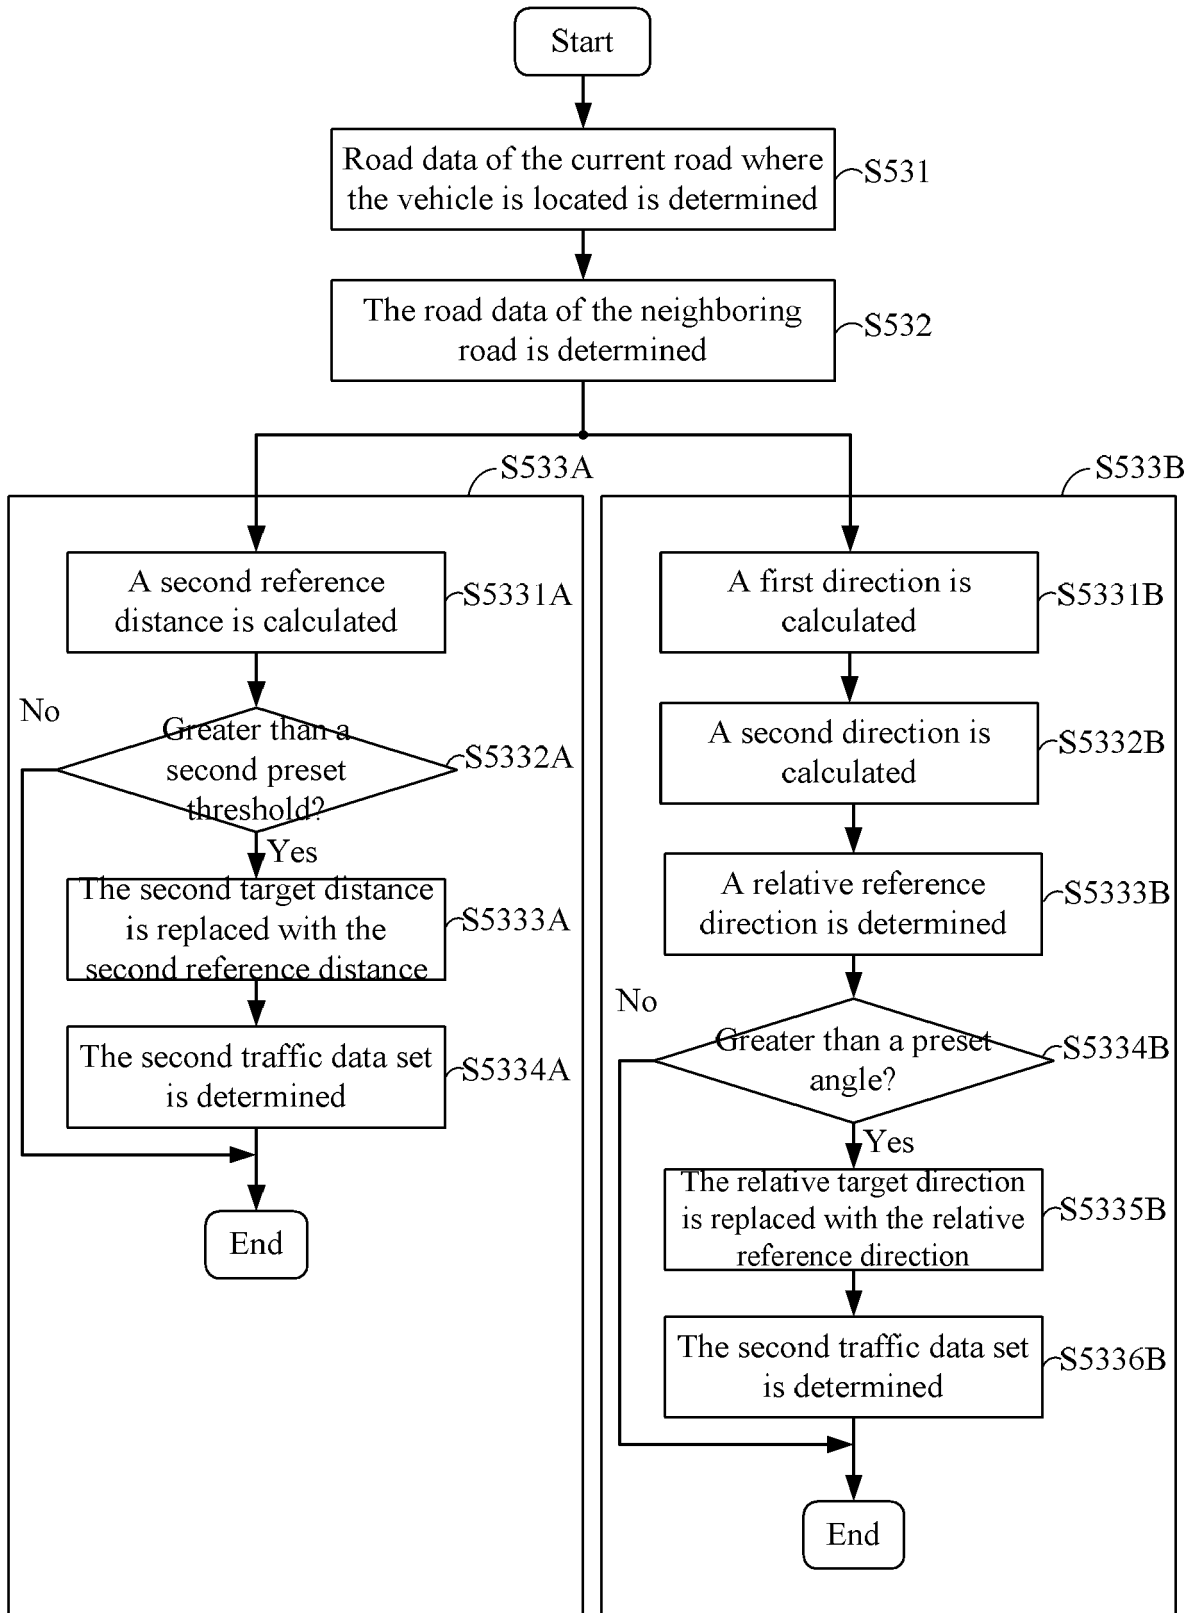 Start
Road data of the current road where
the vehicle is located is determined
S531
The road data of the neighboring
road is determined
S532
S533A
A second reference
distance is calculated
S5331A
No
Greater than a
second preset
threshold?
S5332A
Yes
The second target distance
is replaced with the
second reference distance
S5333A
The second traffic data set
is determined
S5334A
End
S533B
A first direction is
calculated
S5331B
A second direction is
calculated
S5332B
A relative reference
direction is determined
S5333B
No
Greater than a preset
angle?
S5334B
Yes
The relative target direction
is replaced with the relative
reference direction
S5335B
The second traffic data set
is determined
S5336B
End